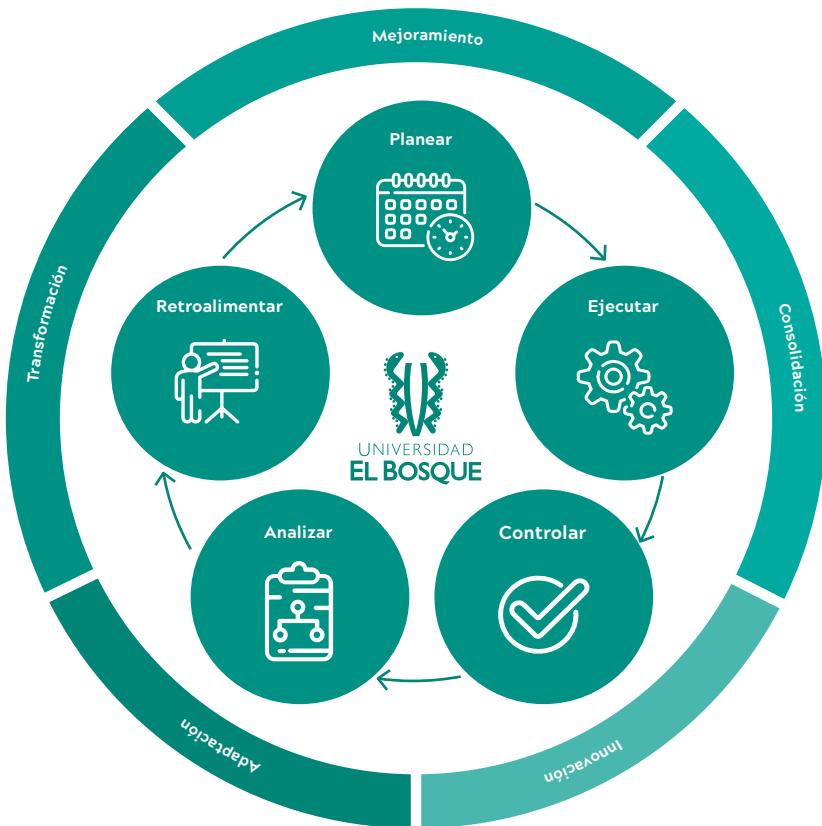 Mejoramiento
Planear
Retroalimentar
Ejecutar
Transformación
Consolidación
UNIVERSIDAD
EL BOSQUE
Analizar
Controlar
Adaptación
Innovación